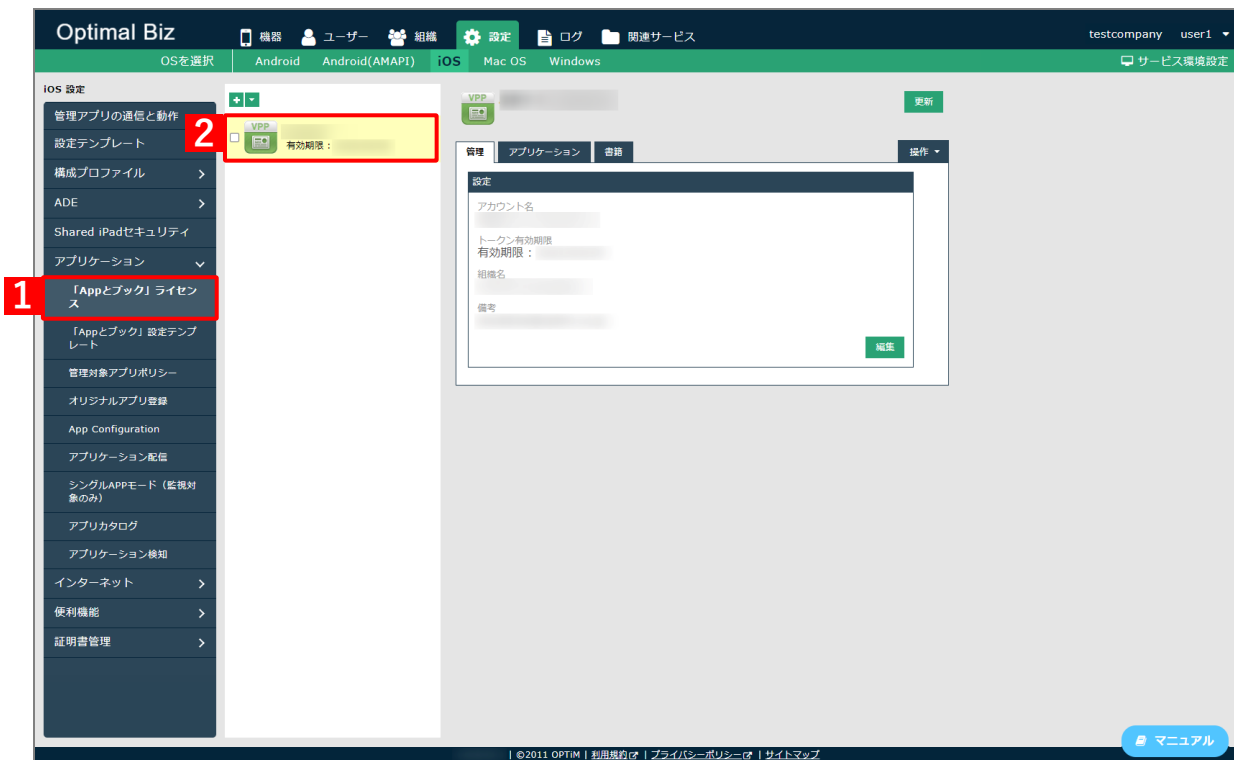 Optimal Biz
機器
ユーザー
組織
設定
ログ
関連サービス
testcompany user1
OSを選択
Android
Android(AMAPI)
iOS
Mac OS
Windows
サービス環境設定
iOS 設定
管理アプリの通信と動作
設定テンプレート
構成プロファイル
ADE
Shared iPadセキュリティ
アプリケーション
1
「Appとブック」ライセン
ス
「Appとブック」設定テンプ
レート
管理対象アプリポリシー
オリジナルアプリ登録
App Configuration
アプリケーション配信
シングルAPPモード（監視対
象のみ）
アプリカタログ
アプリケーション検知
インターネット
便利機能
証明書管理
2
VPP
有効期限：
VPP
更新
管理
アプリケーション
書籍
操作
設定
アカウント名
トークン有効期限
有効期限：
組織名
備考
編集
マニュアル
| ©2011 OPTiM | 利用規約 | プライバシーポリシー | サイトマップ